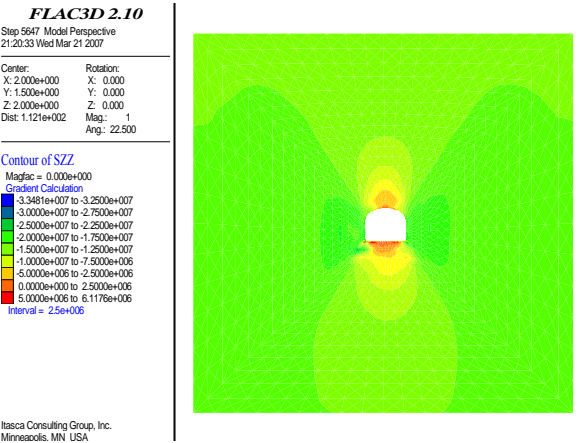 FLAC3D 2.10
Step 5647 Model Perspective
21:20:33 Wed Mar 21 2007
Center: Rotation:
X: 2.000e+000 X: 0.000
Y: 1.500e+000 Y: 0.000
Z: 2.000e+000 Z: 0.000
Dist: 1.121e+002 Mag.: 1
Ang.: 22.500
Contour of SZZ
Magfac = 0.000e+000
Gradient Calculation
-3.3481e+007 to -3.2500e+007
-3.0000e+007 to -2.7500e+007
-2.5000e+007 to -2.2500e+007
-2.0000e+007 to -1.7500e+007
-1.5000e+007 to -1.2500e+007
-1.0000e+007 to -7.5000e+006
-5.0000e+006 to -2.5000e+006
0.0000e+000 to 2.5000e+006
5.0000e+006 to 6.1176e+006
Interval = 2.5e+006
Itasca Consulting Group, Inc.
Minneapolis, MN USA